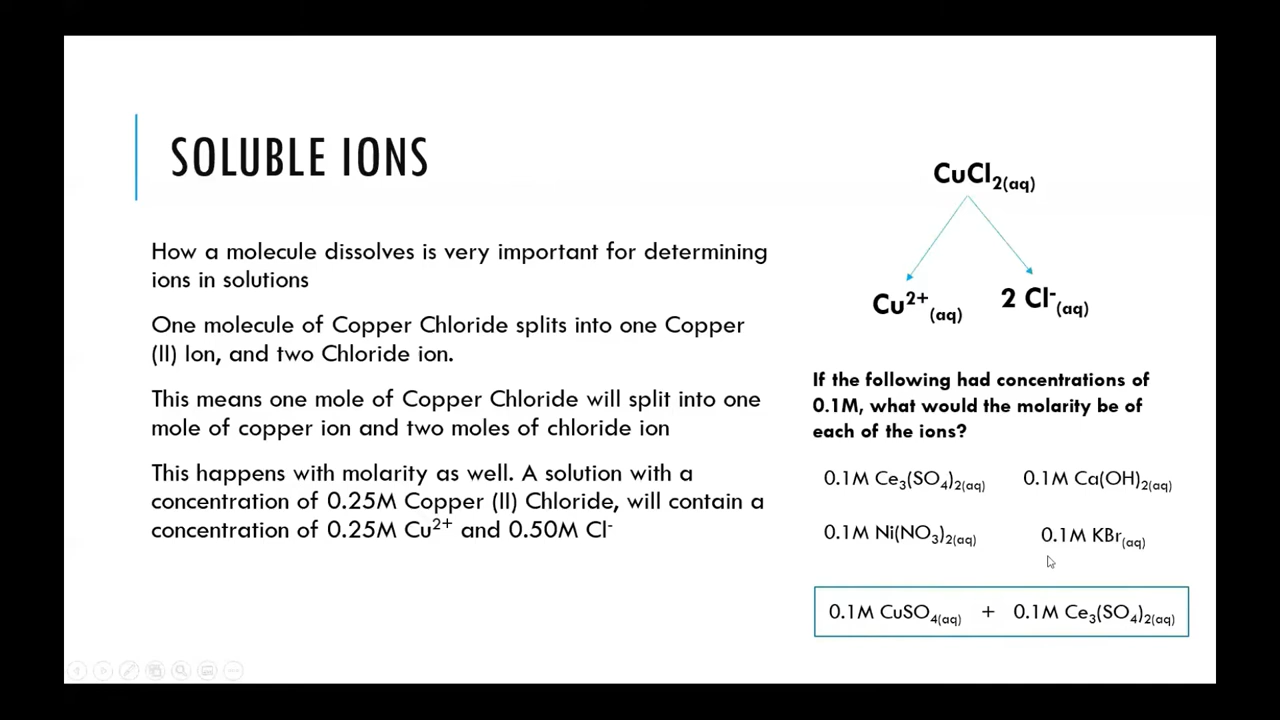 SOLUBLE IONS
How a molecule dissolves is very important for determining
ions in solutions
One molecule of Copper Chloride splits into one Copper
(II) Ion, and two Chloride ion.
This means one mole of Copper Chloride will split into one
mole of copper ion and two moles of chloride ion
This happens with molarity as well. A solution with a
concentration of 0.25M Copper (II) Chloride, will contain a
concentration of 0.25M Cu²⁺ and 0.50M Cl⁻
CuCl₂(aq)
Cu²⁺(aq) 2 Cl⁻(aq)
If the following had concentrations of
0.1M, what would the molarity be of
each of the ions?
0.1M Ce₃(SO₄)₂(aq) 0.1M Ca(OH)₂(aq)
0.1M Ni(NO₃)₂(aq) 0.1M KBr(aq)
0.1M CuSO₄(aq) + 0.1M Ce₃(SO₄)₂(aq)